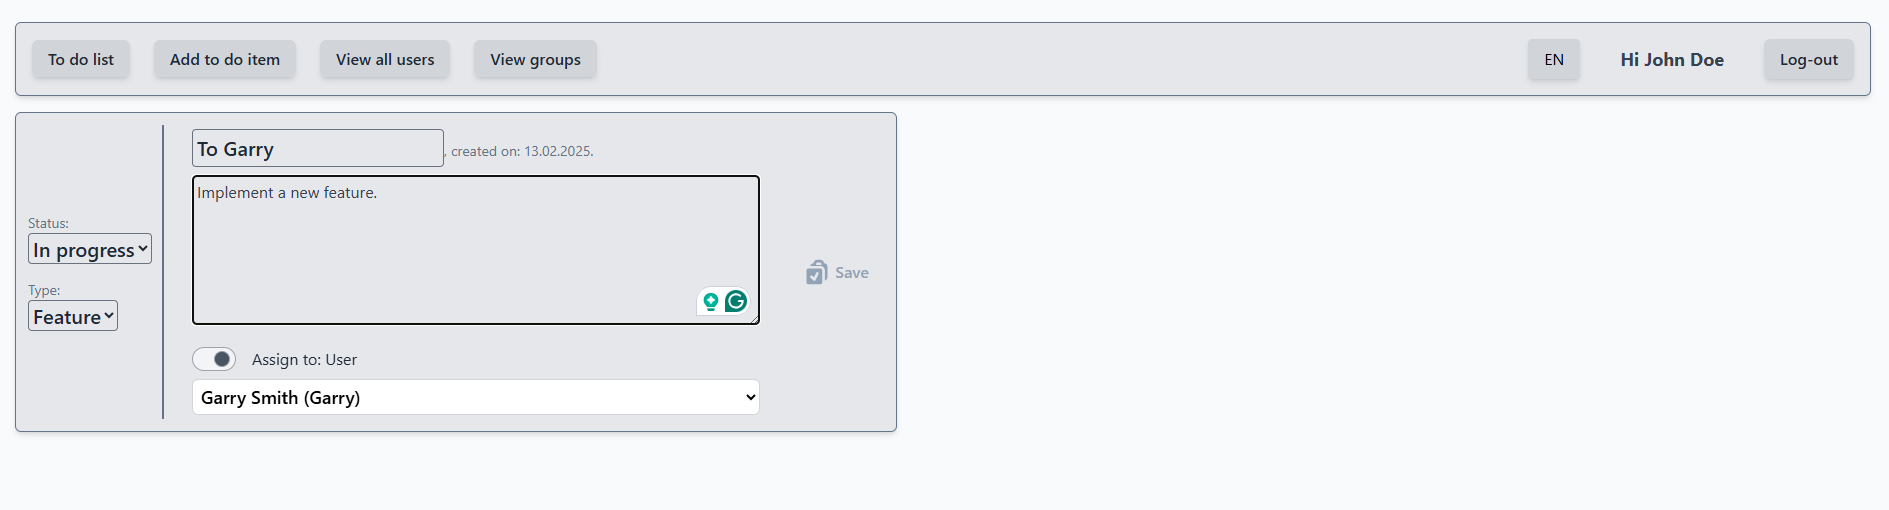 To do list Add to do item View all users View groups EN Hi John Doe Log-out
To Garry , created on: 13.02.2025.
Implement a new feature.
Status:
In progress
Type:
Feature
Save
Assign to: User
Garry Smith (Garry)